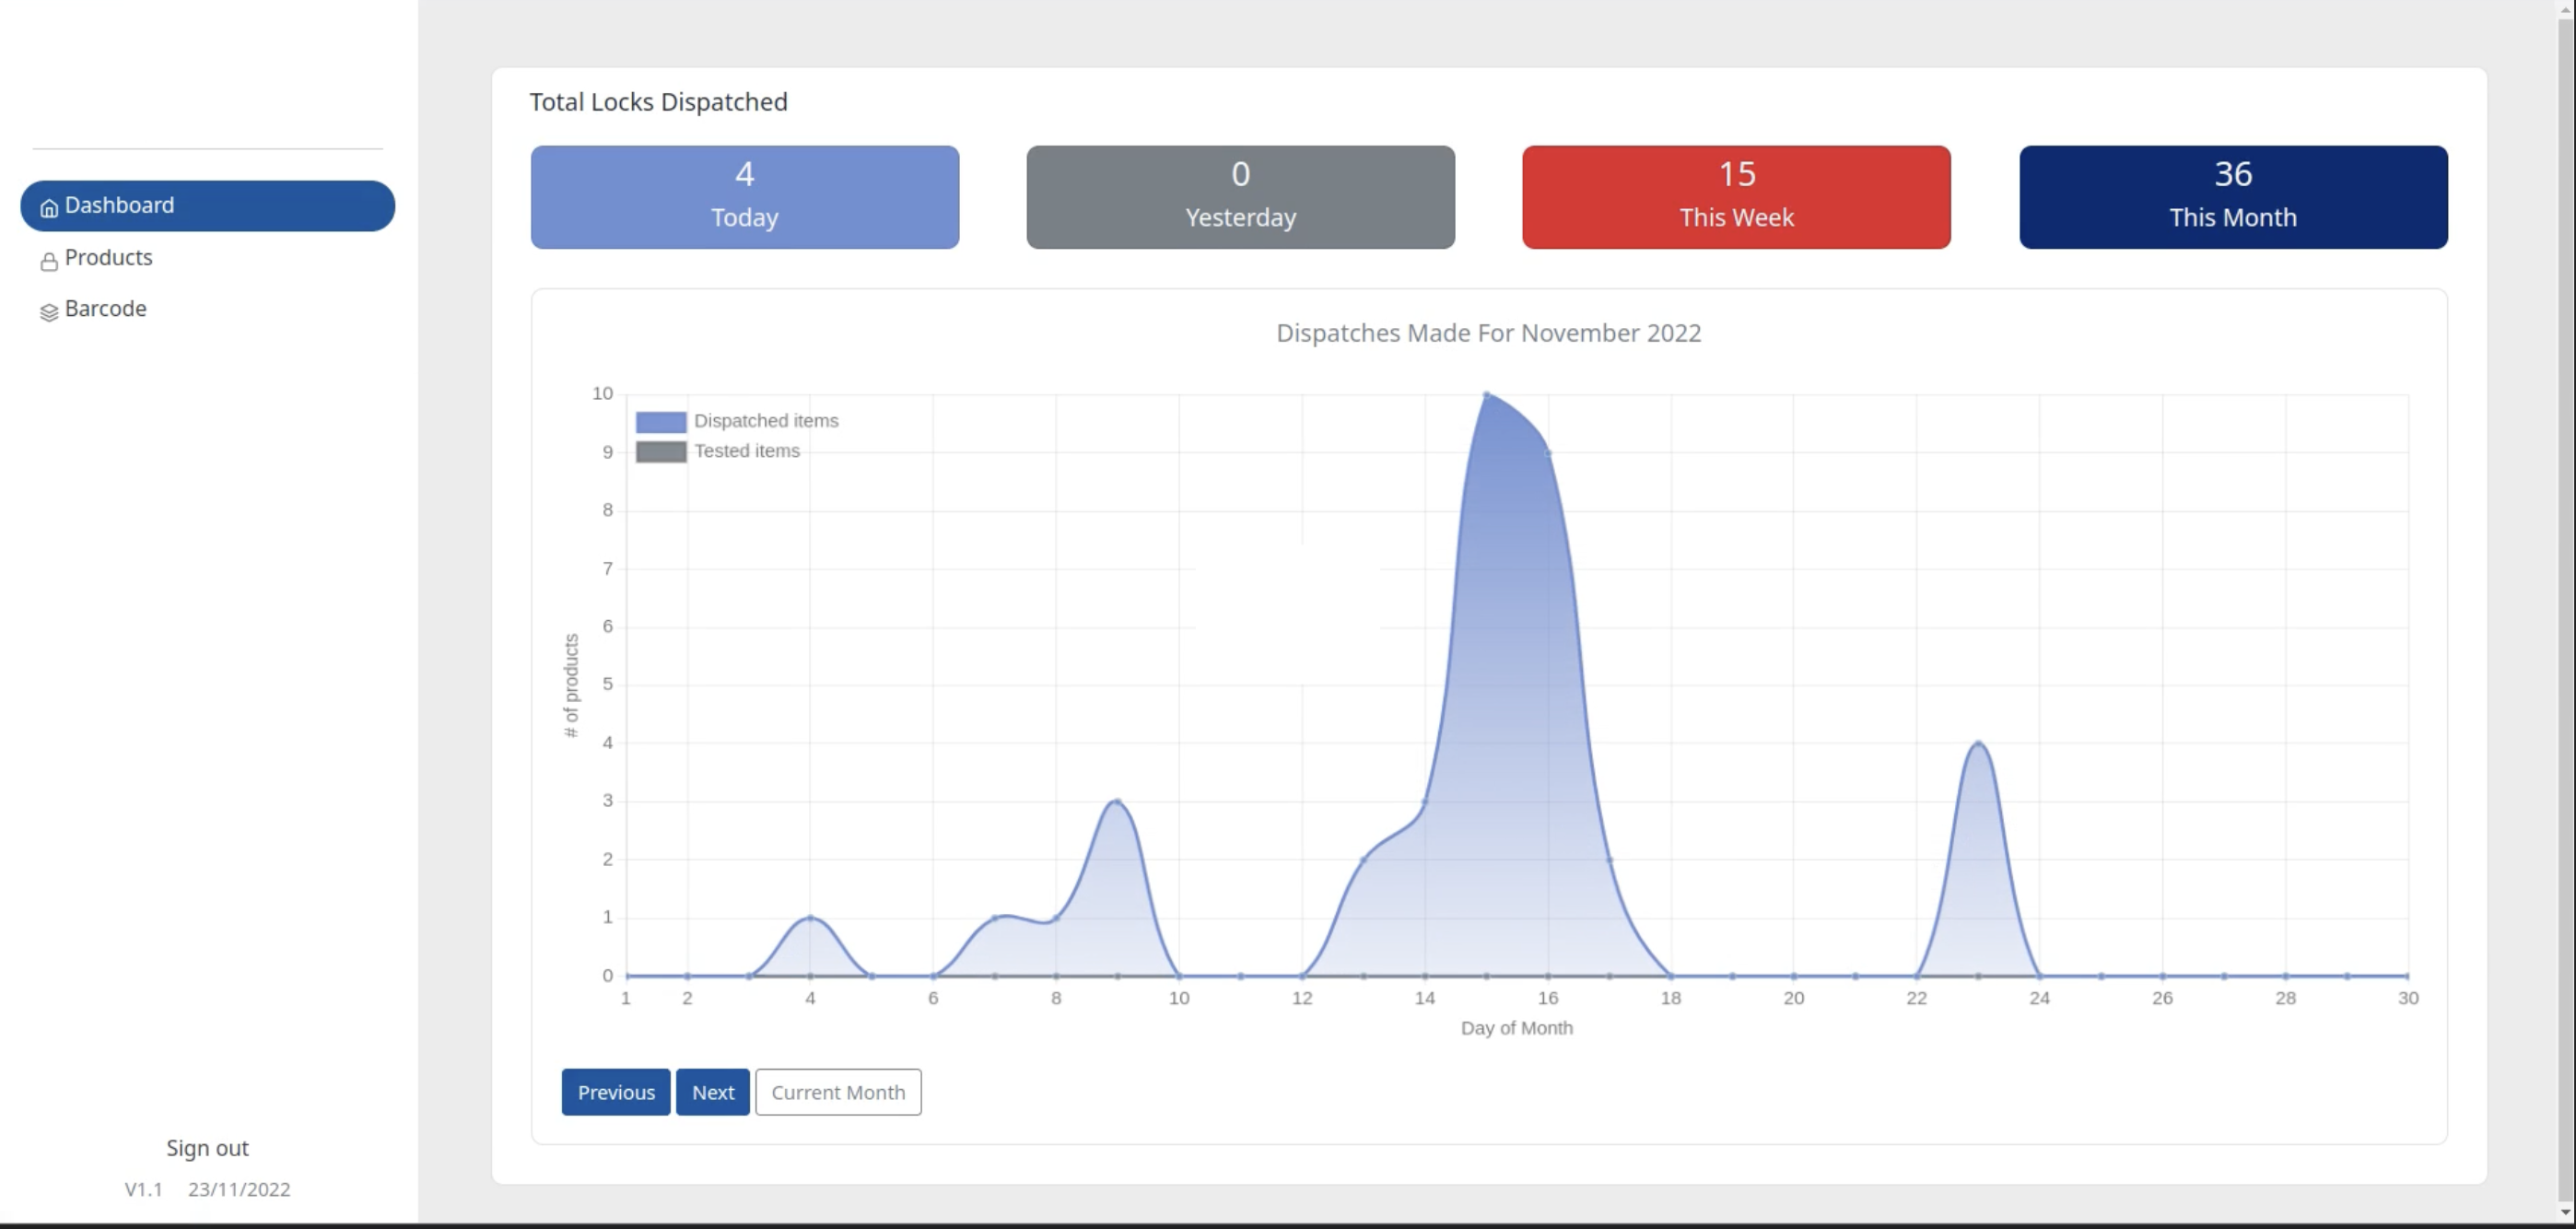 Dashboard
Products
Barcode
Sign out
V1.1 23/11/2022
Total Locks Dispatched
4
Today
0
Yesterday
15
This Week
36
This Month
Dispatches Made For November 2022
Dispatched items
Tested items
# of products
10
9
8
7
6
5
4
3
2
1
0
1 2 4 6 8 10 12 14 16 18 20 22 24 26 28 30
Day of Month
Previous Next Current Month